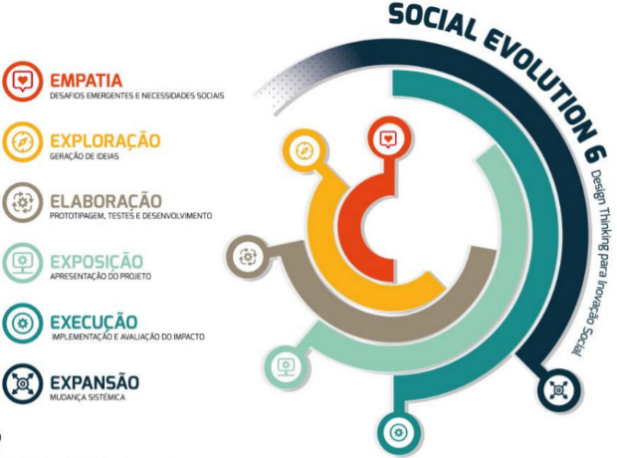 SOCIAL EVOLUTION 6
Design Thinking para Inovação Social
EMPATIA
DESAFIOS EMERGENTES E NECESSIDADES SOCIAIS
EXPLORAÇÃO
GERAÇÃO DE IDEIAS
ELABORAÇÃO
PROTOTIPAGEM, TESTES E DESENVOLVIMENTO
EXPOSIÇÃO
APRESENTAÇÃO DO PROJETO
EXECUÇÃO
IMPLEMENTAÇÃO E AVALIAÇÃO DO IMPACTO
EXPANSÃO
MUDANÇA SISTÉMICA